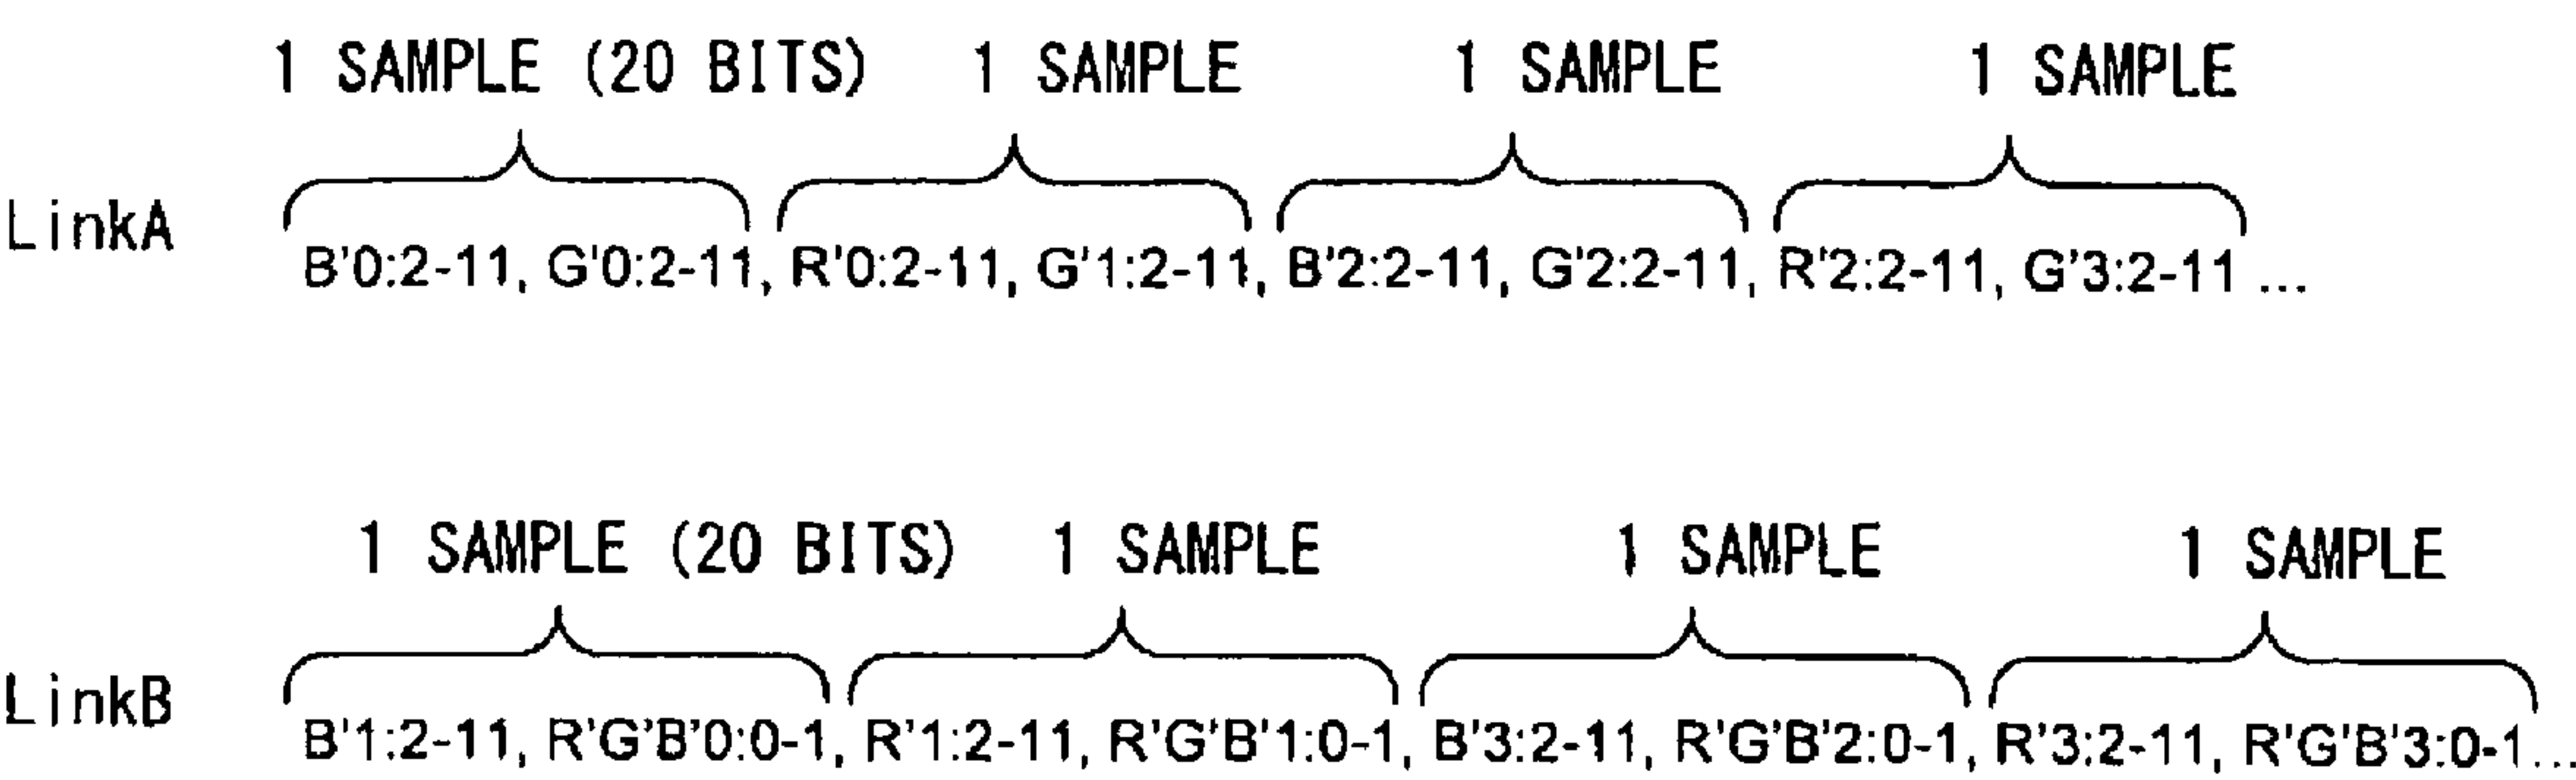 1 SAMPLE (20 BITS) 1 SAMPLE 1 SAMPLE 1 SAMPLE
LinkA
B'0:2-11, G'0:2-11, R'0:2-11, G'1:2-11, B'2:2-11, G'2:2-11, R'2:2-11, G'3:2-11 ...
1 SAMPLE (20 BITS) 1 SAMPLE 1 SAMPLE 1 SAMPLE
LinkB
B'1:2-11, R'G'B'0:0-1, R'1:2-11, R'G'B'1:0-1, B'3:2-11, R'G'B'2:0-1, R'3:2-11, R'G'B'3:0-1...